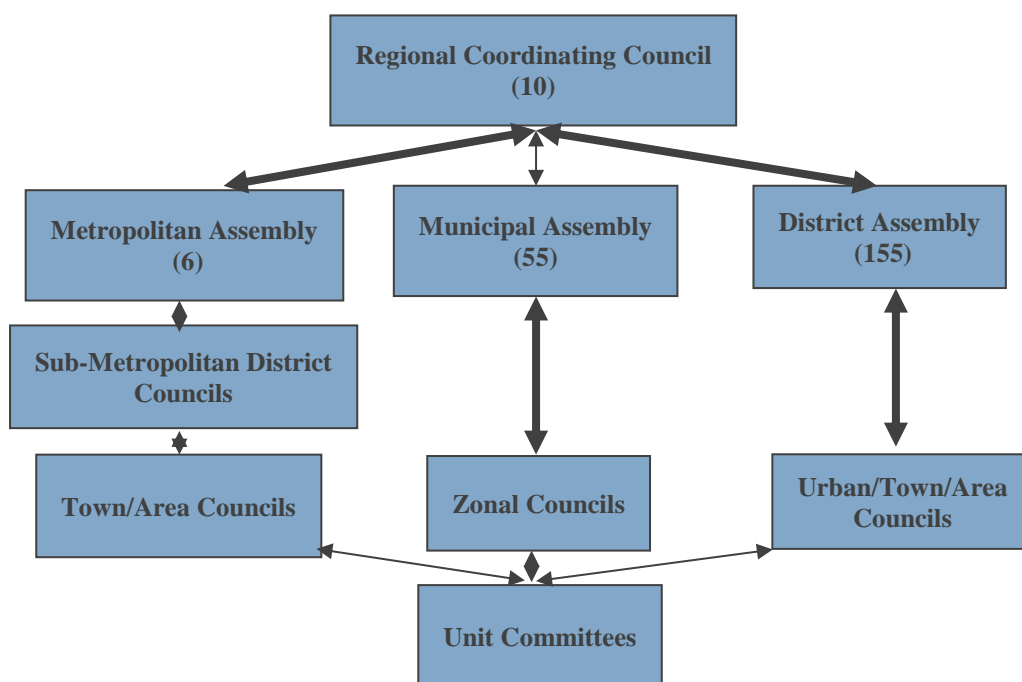 Regional Coordinating Council
(10)
Metropolitan Assembly
(6)
Municipal Assembly
(55)
District Assembly
(155)
Sub-Metropolitan District
Councils
Town/Area Councils
Zonal Councils
Urban/Town/Area
Councils
Unit Committees